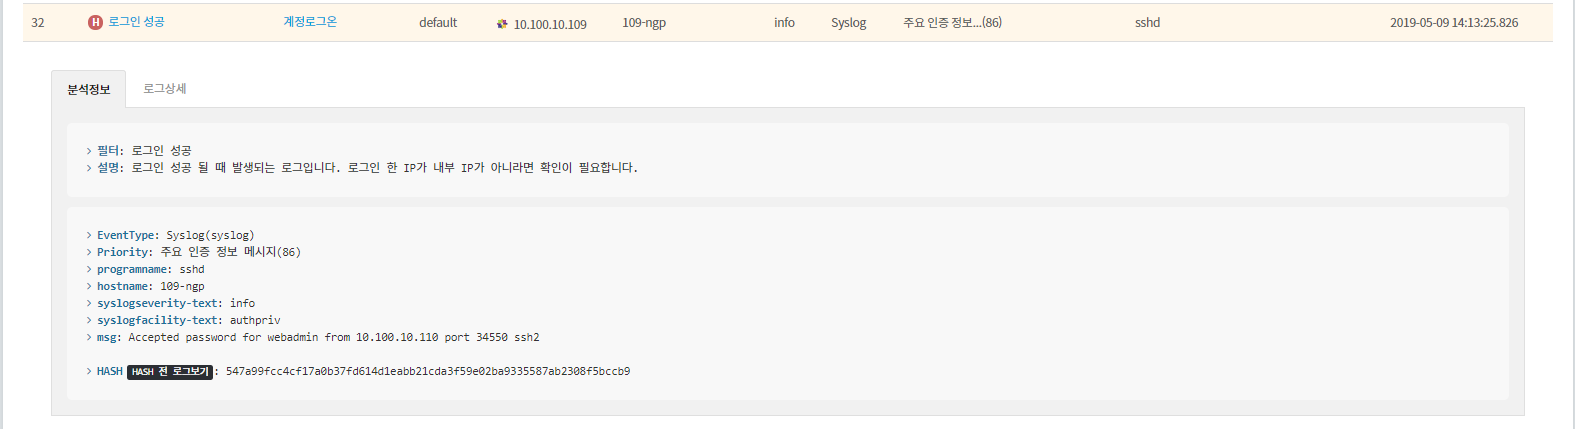 32 H 로그인 성공 계정로그온 default 10.100.10.109 109-ngp info Syslog 주요 인증 정보...(86) sshd 2019-05-09 14:13:25.826
분석정보 로그상세
> 필터: 로그인 성공
> 설명: 로그인 성공 될 때 발생되는 로그입니다. 로그인 한 IP가 내부 IP가 아니라면 확인이 필요합니다.
> EventType: Syslog(syslog)
> Priority: 주요 인증 정보 메시지(86)
> programname: sshd
> hostname: 109-ngp
> syslogseverity-text: info
> syslogfacility-text: authpriv
> msg: Accepted password for webadmin from 10.100.10.110 port 34550 ssh2
> HASH HASH 전 로그보기 : 547a99fcc4cf17a0b37fd614d1eabb21cda3f59e02ba9335587ab2308f5bccb9